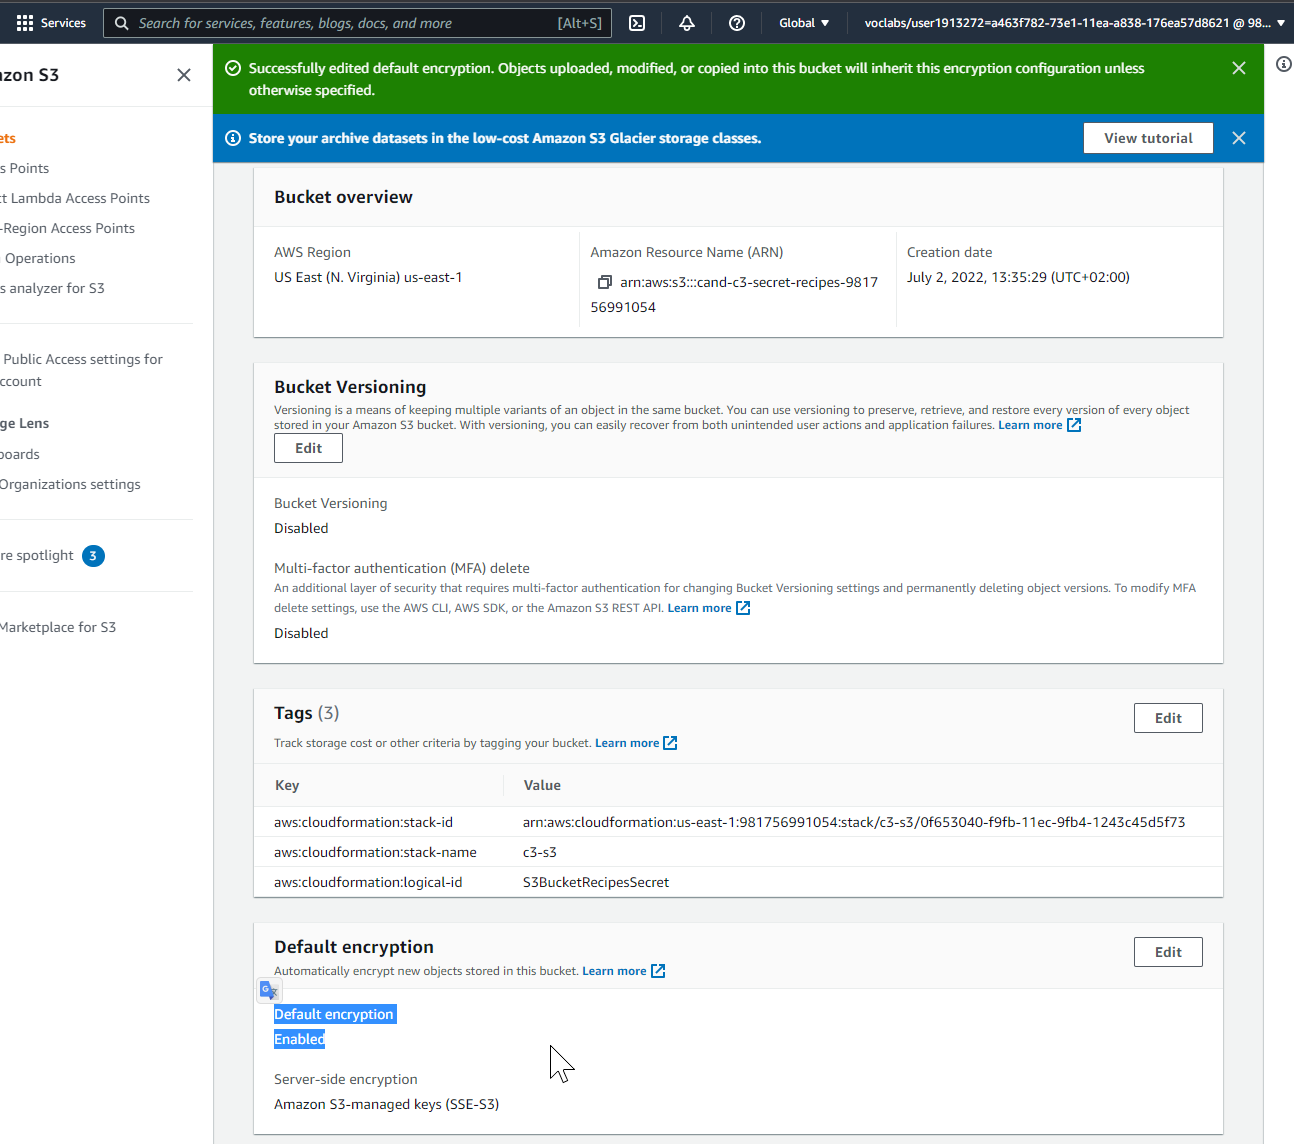 Services
Search for services, features, blogs, docs, and more
[Alt+S]
Global
voclabs/user1913272=a463f782-73e1-11ea-a838-176ea57d8621 @ 98...
zon S3
Successfully edited default encryption. Objects uploaded, modified, or copied into this bucket will inherit this encryption configuration unless
otherwise specified.
Store your archive datasets in the low-cost Amazon S3 Glacier storage classes.
View tutorial
ets
s Points
ct Lambda Access Points
-Region Access Points
Operations
s analyzer for S3
Public Access settings for
ccount
ge Lens
boards
Organizations settings
re spotlight 3
Marketplace for S3
Bucket overview
AWS Region
US East (N. Virginia) us-east-1
Amazon Resource Name (ARN)
arn:aws:s3:::cand-c3-secret-recipes-9817
56991054
Creation date
July 2, 2022, 13:35:29 (UTC+02:00)
Bucket Versioning
Versioning is a means of keeping multiple variants of an object in the same bucket. You can use versioning to preserve, retrieve, and restore every version of every object
stored in your Amazon S3 bucket. With versioning, you can easily recover from both unintended user actions and application failures. Learn more
Edit
Bucket Versioning
Disabled
Multi-factor authentication (MFA) delete
An additional layer of security that requires multi-factor authentication for changing Bucket Versioning settings and permanently deleting object versions. To modify MFA
delete settings, use the AWS CLI, AWS SDK, or the Amazon S3 REST API. Learn more
Disabled
Tags (3)
Edit
Track storage cost or other criteria by tagging your bucket. Learn more
Key
Value
aws:cloudformation:stack-id
arn:aws:cloudformation:us-east-1:981756991054:stack/c3-s3/0f653040-f9fb-11ec-9fb4-1243c45d5f73
aws:cloudformation:stack-name
c3-s3
aws:cloudformation:logical-id
S3BucketRecipesSecret
Default encryption
Edit
Automatically encrypt new objects stored in this bucket. Learn more
Default encryption
Enabled
Server-side encryption
Amazon S3-managed keys (SSE-S3)